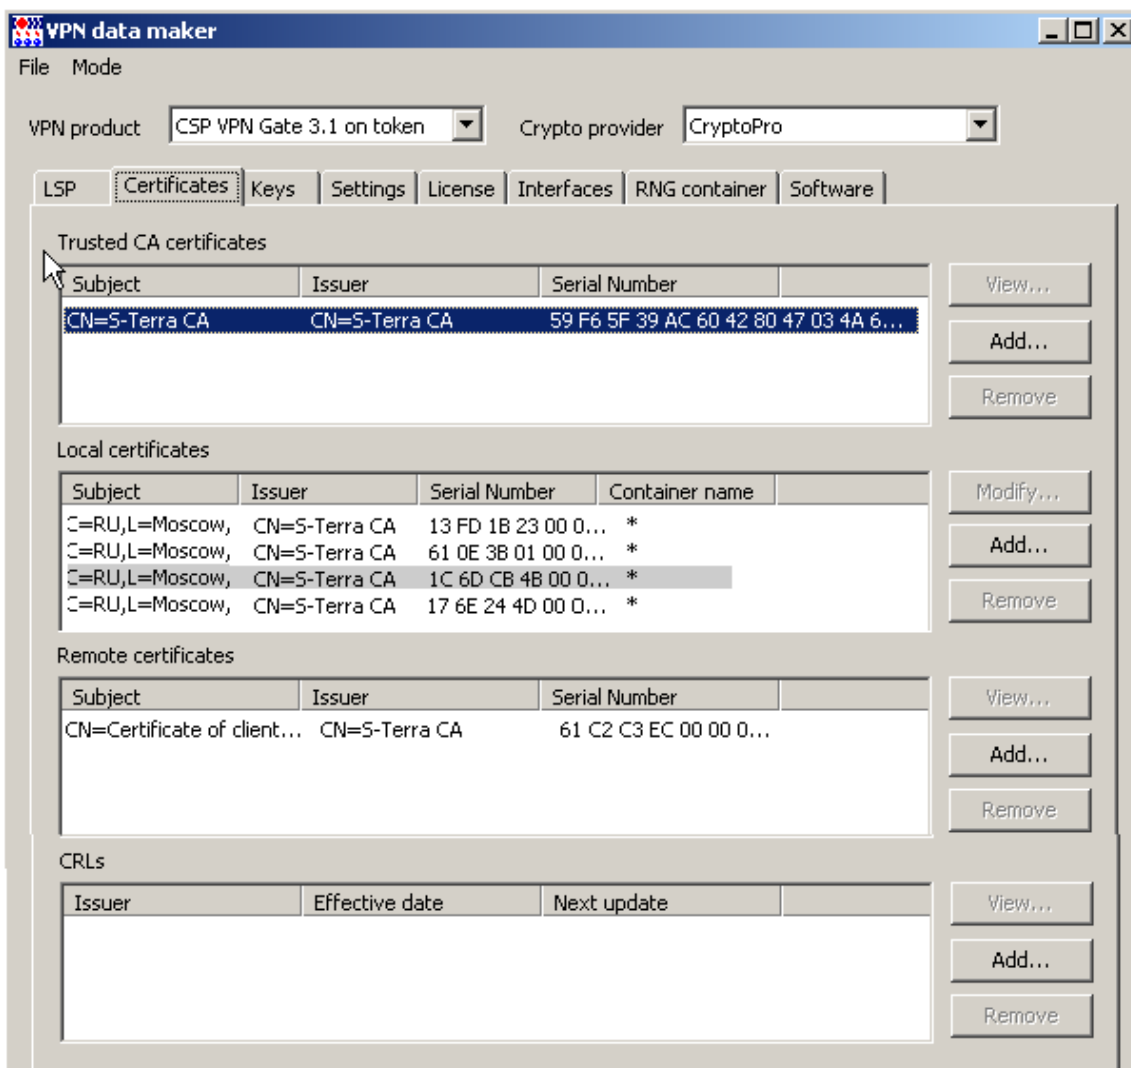 VPN data maker
File Mode
VPN product CSP VPN Gate 3.1 on token Crypto provider CryptoPro
LSP Certificates Keys Settings License Interfaces RNG container Software
Trusted CA certificates
Subject Issuer Serial Number View...
CN=S-Terra CA CN=S-Terra CA 59 F6 5F 39 AC 60 42 80 47 03 4A 6...
Add...
Remove
Local certificates
Subject Issuer Serial Number Container name Modify...
C=RU,L=Moscow, CN=S-Terra CA 13 FD 1B 23 00 0... *
C=RU,L=Moscow, CN=S-Terra CA 61 0E 3B 01 00 0... * Add...
C=RU,L=Moscow, CN=S-Terra CA 1C 6D CB 4B 00 0... *
C=RU,L=Moscow, CN=S-Terra CA 17 6E 24 4D 00 0... * Remove
Remote certificates
Subject Issuer Serial Number View...
CN=Certificate of client... CN=S-Terra CA 61 C2 C3 EC 00 00 0...
Add...
Remove
CRLs
Issuer Effective date Next update View...
Add...
Remove